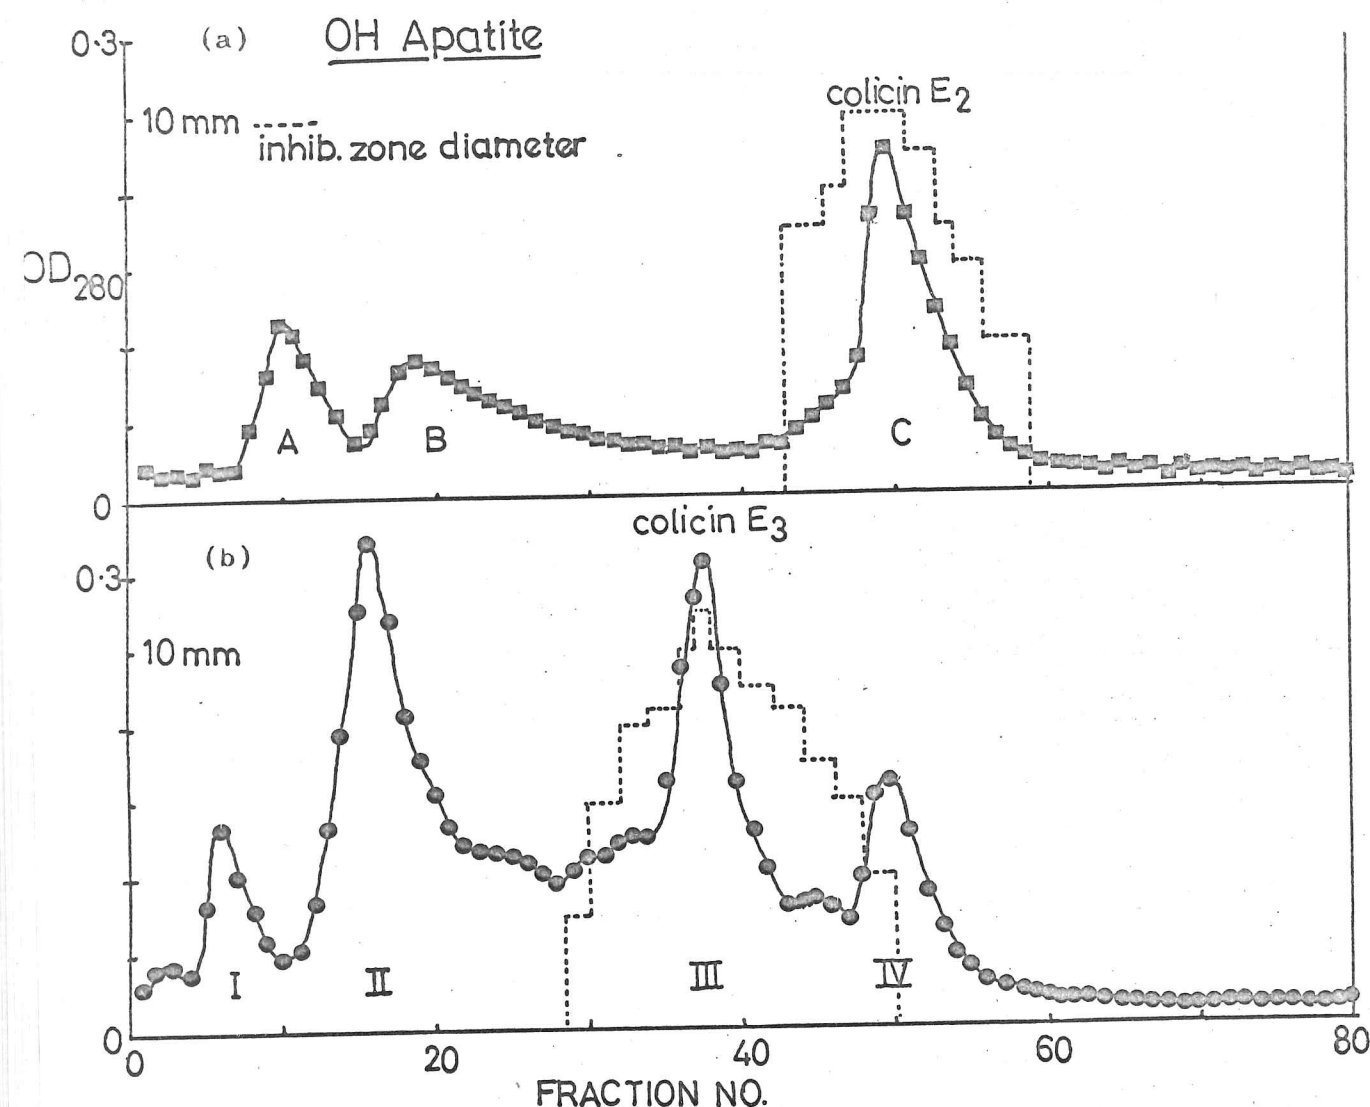 (a) OH Apatite
0·3
10 mm
inhib. zone diameter
colicin E2
OD280
A
B
C
0
colicin E3
(b)
0·3
10 mm
I
II
III
IV
0
0
20
40
60
80
FRACTION NO.